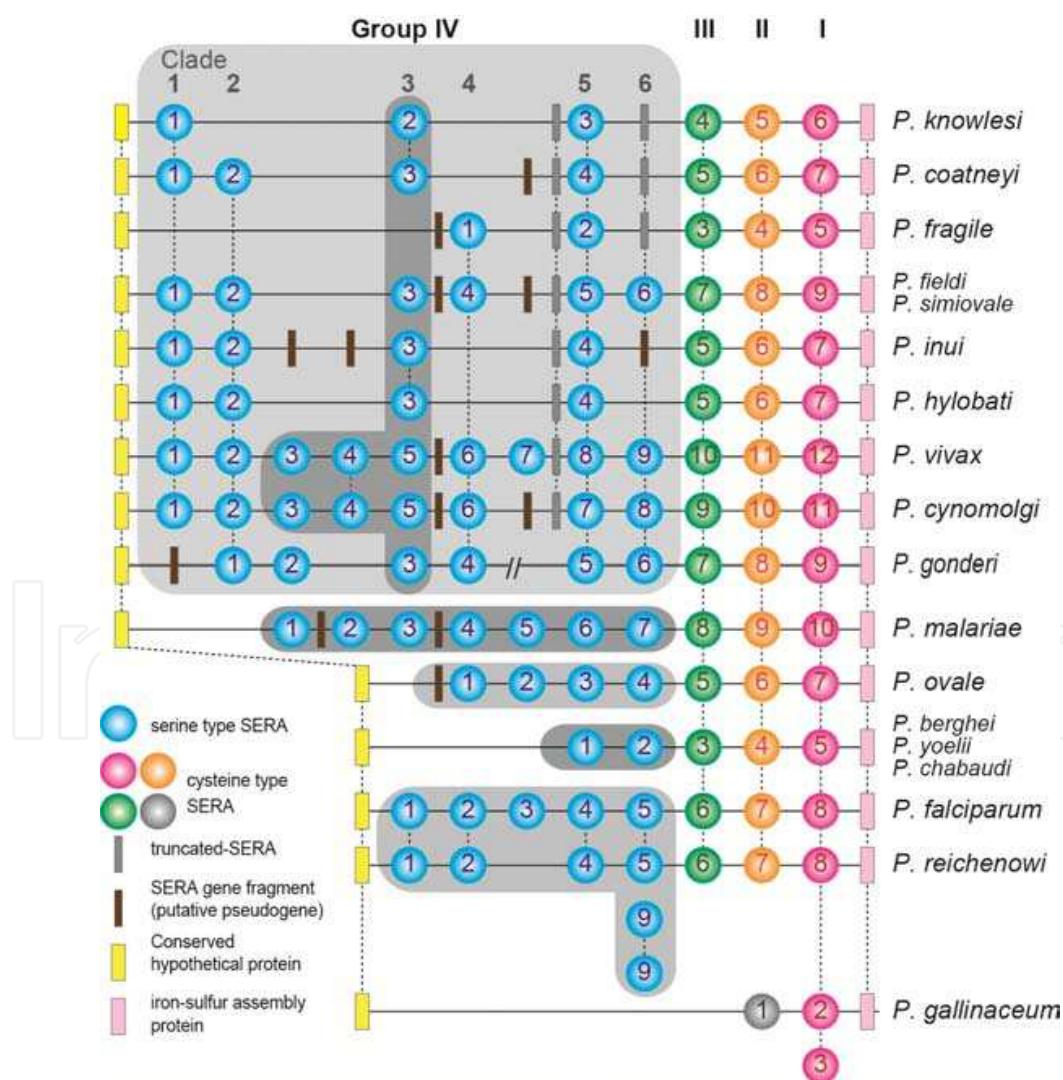 Group IV III II I
Clade
1 2 3 4 5 6
1 2 3 4 5 6 P. knowlesi
1 2 3 4 5 6 7 P. coatneyi
1 2 3 4 5 P. fragile
1 2 3 4 5 6 7 8 9 P. fieldi
P. simiovale
1 2 3 4 5 6 7 P. inui
1 2 3 4 5 6 7 P. hylobati
1 2 3 4 5 6 7 8 9 10 11 12 P. vivax
1 2 3 4 5 6 7 8 9 10 11 P. cynomolgi
1 2 3 4 // 5 6 7 8 9 P. gonderi
1 2 3 4 5 6 7 8 9 10 P. malariae
1 2 3 4 5 6 7 P. ovale
1 2 3 4 5 P. berghei
P. yoelii
P. chabaudi
1 2 3 4 5 6 7 8 P. falciparum
1 2 4 5 6 7 8 P. reichenowi
9
9
1 2 P. gallinaceum
3
serine type SERA
cysteine type
SERA
truncated-SERA
SERA gene fragment
(putative pseudogene)
Conserved
hypothetical protein
iron-sulfur assembly
protein